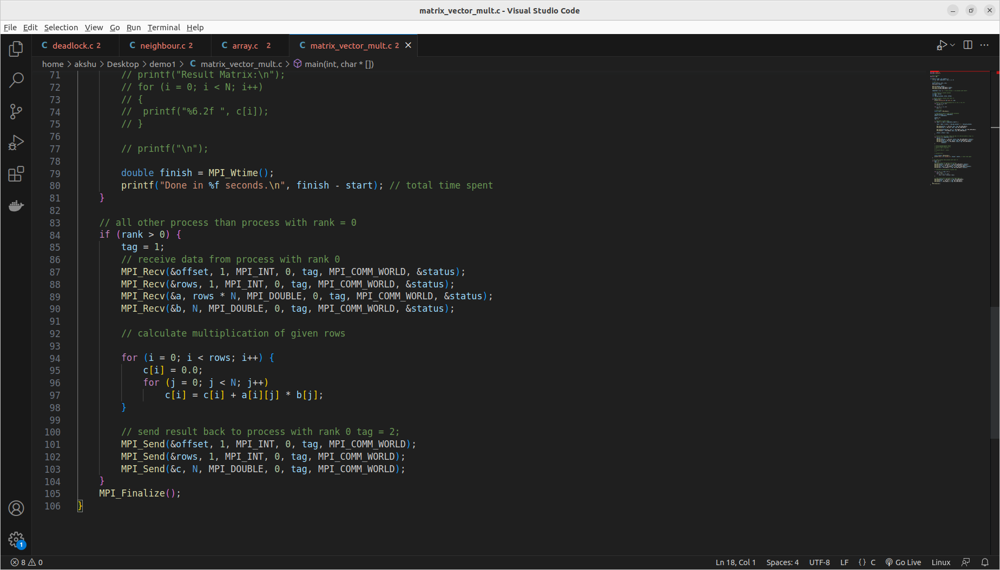 matrix_vector_mult.c - Visual Studio Code
File Edit Selection View Go Run Terminal Help
C deadlock.c 2 C neighbour.c 2 C array.c 2 C matrix_vector_mult.c 2
home > akshu > Desktop > demo1 > C matrix_vector_mult.c > main(int, char * [])
71 // printf("Result Matrix:\n");
72 // for (i = 0; i < N; i++)
73 // {
74 //  printf("%6.2f ", c[i]);
75 // }
76
77 // printf("\n");
78
79 double finish = MPI_Wtime();
80 printf("Done in %f seconds.\n", finish - start); // total time spent
81 }
82
83 // all other process than process with rank = 0
84 if (rank > 0) {
85 tag = 1;
86 // receive data from process with rank 0
87 MPI_Recv(&offset, 1, MPI_INT, 0, tag, MPI_COMM_WORLD, &status);
88 MPI_Recv(&rows, 1, MPI_INT, 0, tag, MPI_COMM_WORLD, &status);
89 MPI_Recv(&a, rows * N, MPI_DOUBLE, 0, tag, MPI_COMM_WORLD, &status);
90 MPI_Recv(&b, N, MPI_DOUBLE, 0, tag, MPI_COMM_WORLD, &status);
91
92 // calculate multiplication of given rows
93
94 for (i = 0; i < rows; i++) {
95 c[i] = 0.0;
96 for (j = 0; j < N; j++)
97 c[i] = c[i] + a[i][j] * b[j];
98 }
99
100 // send result back to process with rank 0 tag = 2;
101 MPI_Send(&offset, 1, MPI_INT, 0, tag, MPI_COMM_WORLD);
102 MPI_Send(&rows, 1, MPI_INT, 0, tag, MPI_COMM_WORLD);
103 MPI_Send(&c, N, MPI_DOUBLE, 0, tag, MPI_COMM_WORLD);
104 }
105 MPI_Finalize();
106 }
1
8 0 Ln 18, Col 1 Spaces: 4 UTF-8 LF {} C Go Live Linux